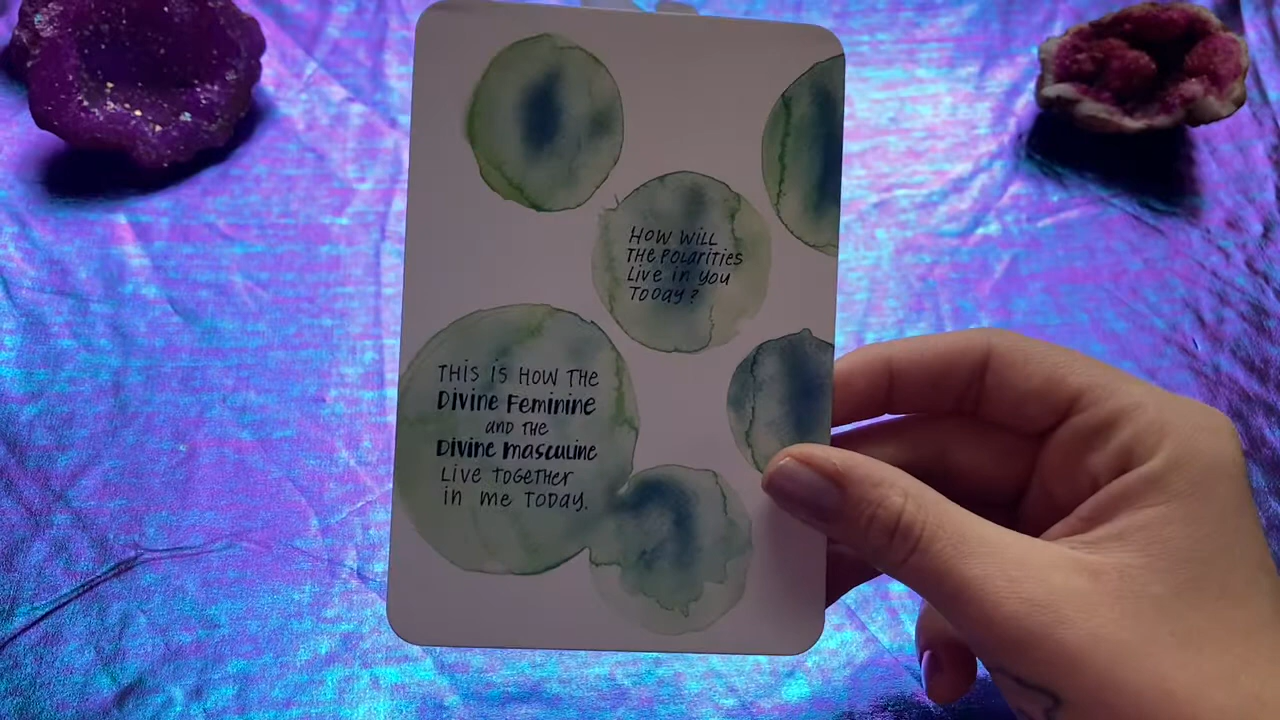 How will
the polarities
live in you
today?
This is how the
Divine Feminine
and the
Divine masculine
live together
in me today.